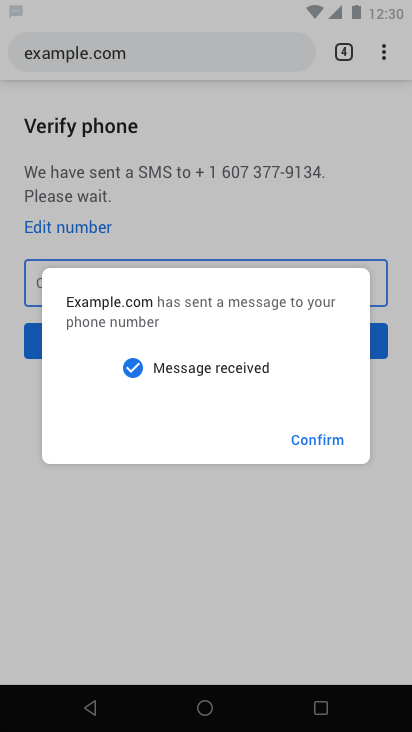 12:30
example.com
4
Verify phone
We have sent a SMS to + 1 607 377-9134.
Please wait.
Edit number
Example.com has sent a message to your
phone number
Message received
Confirm